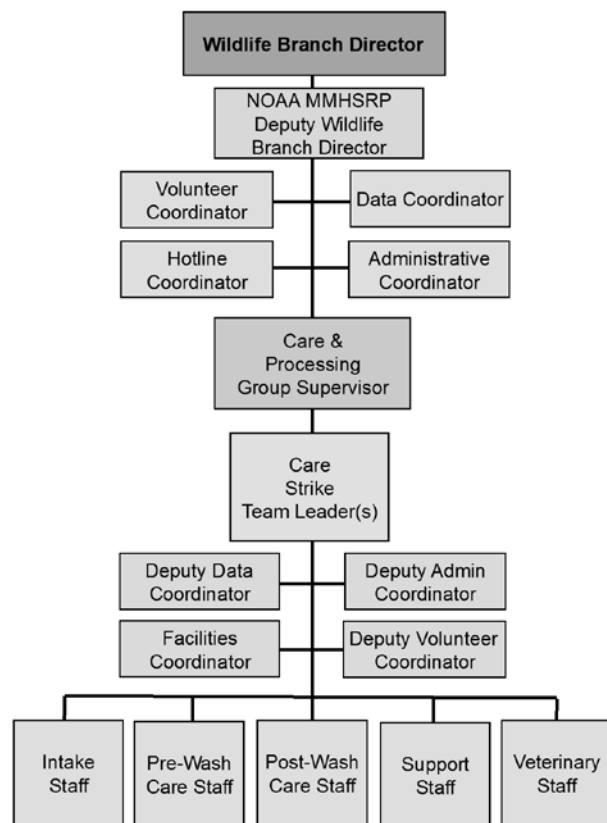 Wildlife Branch Director
NOAA MMHSRP
Deputy Wildlife
Branch Director
Volunteer
Coordinator
Data Coordinator
Hotline
Coordinator
Administrative
Coordinator
Care &
Processing
Group Supervisor
Care
Strike
Team Leader(s)
Deputy Data
Coordinator
Deputy Admin
Coordinator
Facilities
Coordinator
Deputy Volunteer
Coordinator
Intake
Staff
Pre-Wash
Care Staff
Post-Wash
Care Staff
Support
Staff
Veterinary
Staff